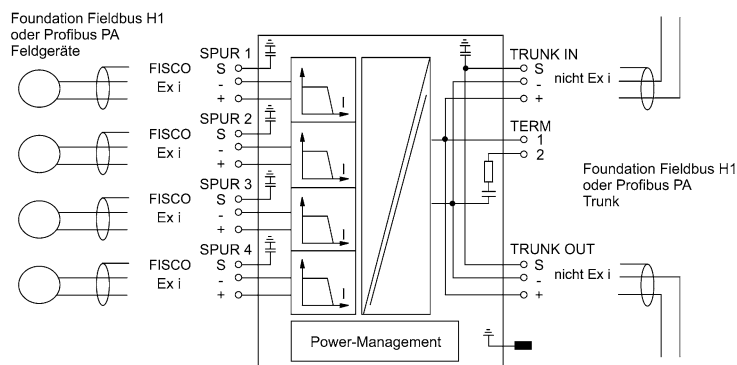 Foundation Fieldbus H1
oder Profibus PA
Feldgeräte
SPUR 1
FISCO
Ex i
S
-
+
SPUR 2
FISCO
Ex i
S
-
+
SPUR 3
FISCO
Ex i
S
-
+
SPUR 4
FISCO
Ex i
S
-
+
I
I
I
I
Power-Management
TRUNK IN
S
-
+
nicht Ex i
TERM
1
2
Foundation Fieldbus H1
oder Profibus PA
Trunk
TRUNK OUT
S
-
+
nicht Ex i